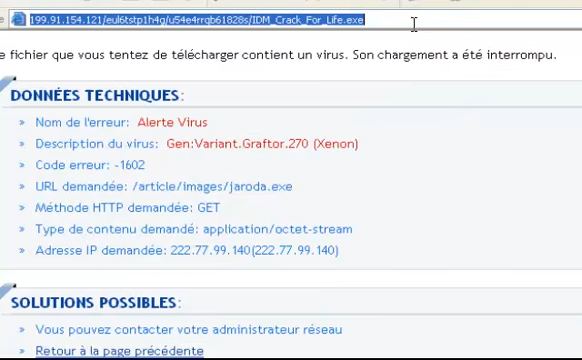 199.91.154.121/eul6tstp1h4g/u54e4rrqb61828s/IDM_Crack_For_Life.exe
e fichier que vous tentez de télécharger contient un virus. Son chargement a été interrompu.
DONNÉES TECHNIQUES:
» Nom de l'erreur: Alerte Virus
» Description du virus: Gen:Variant.Graftor.270 (Xenon)
» Code erreur: -1602
» URL demandée: /article/images/jaroda.exe
» Méthode HTTP demandée: GET
» Type de contenu demandé: application/octet-stream
» Adresse IP demandée: 222.77.99.140(222.77.99.140)
SOLUTIONS POSSIBLES:
» Vous pouvez contacter votre administrateur réseau
» Retour à la page précédente